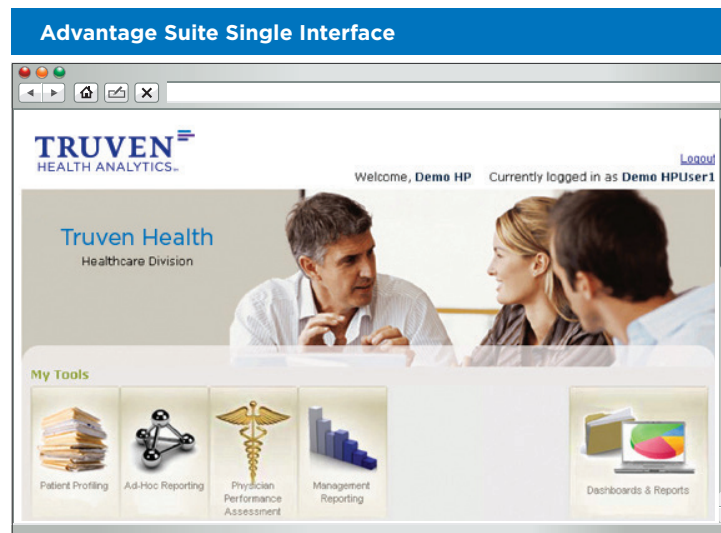 Advantage Suite Single Interface
TRUVEN
HEALTH ANALYTICS℠
Logout
Welcome, Demo HP Currently logged in as Demo HPUser1
Truven Health
Healthcare Division
My Tools
Patient Profiling
Ad-Hoc Reporting
Physician
Performance
Assessment
Management
Reporting
Dashboards & Reports